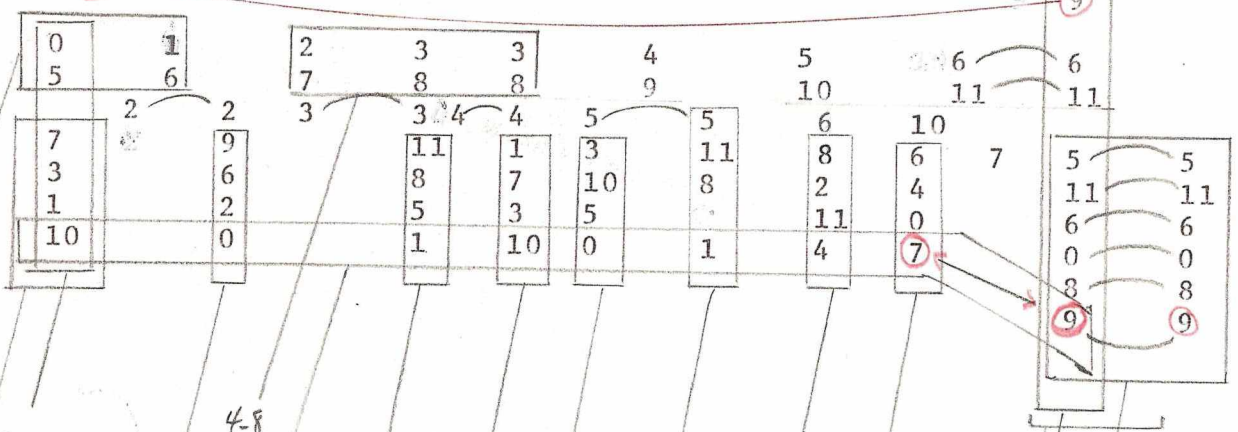 9
0 1 2 3 3 4 5 6 6
5 6 7 8 8 9 10 11 11
2 2 3 3 4 4 5 5 6 10
7 9 11 1 3 11 8 6 7 5 5
3 6 8 7 10 8 2 4 11 11
1 2 5 3 5 11 0 6 6
10 0 1 10 0 1 4 7 0 0
8 8
9 9
4-8